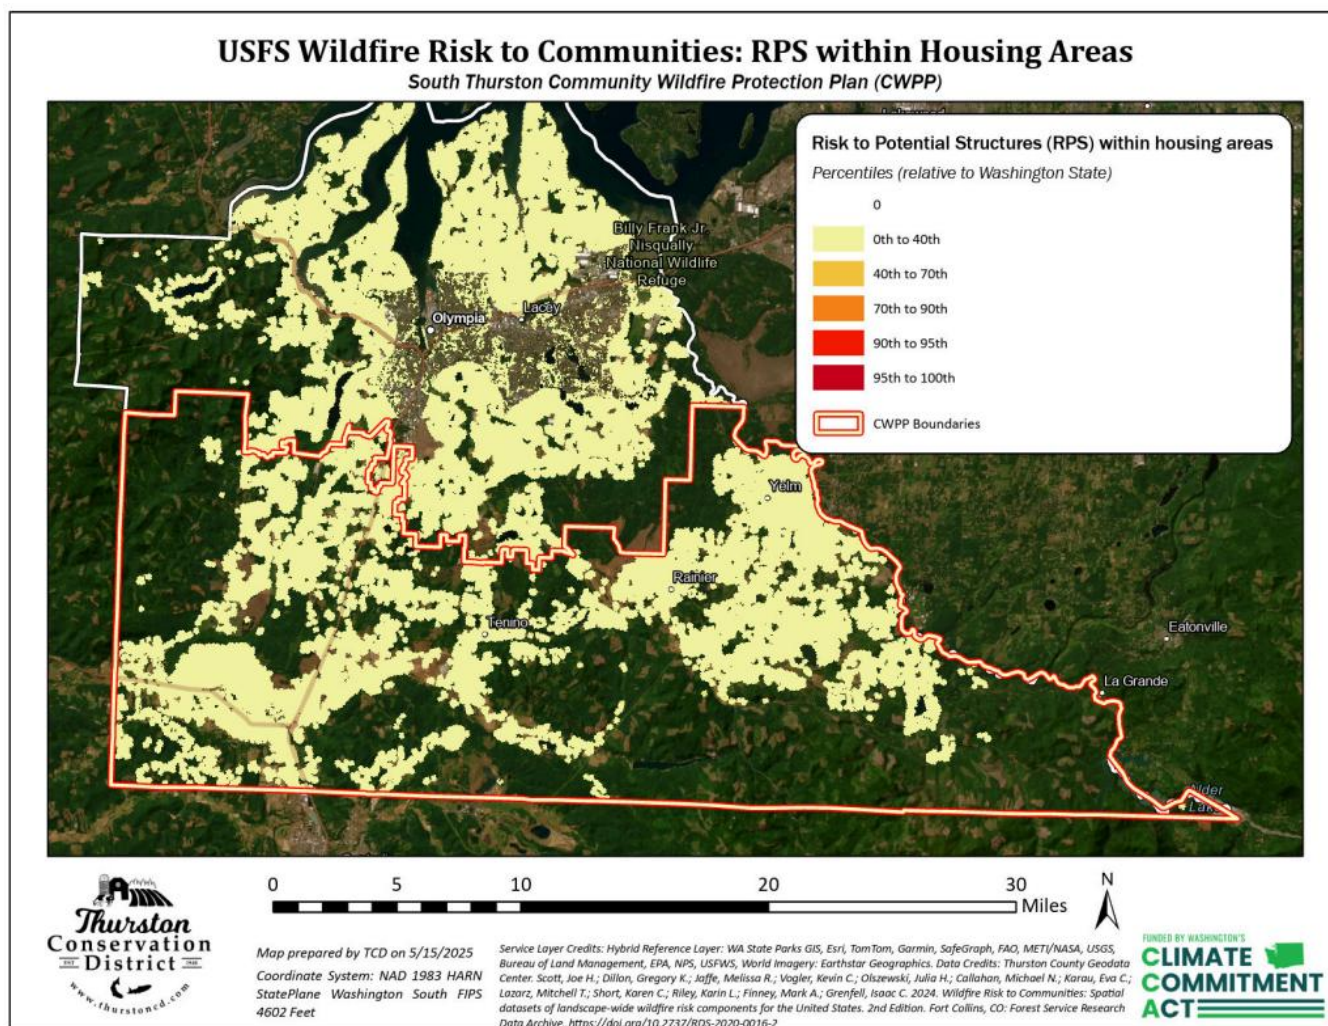 USFS Wildfire Risk to Communities: RPS within Housing Areas
South Thurston Community Wildfire Protection Plan (CWPP)
Risk to Potential Structures (RPS) within housing areas
Percentiles (relative to Washington State)
0
0th to 40th
40th to 70th
70th to 90th
90th to 95th
95th to 100th
CWPP Boundaries
Billy Frank Jr.
Nisqually
National Wildlife
Refuge
Lacey
Olympia
Yelm
Rainier
Tenino
Eatonville
La Grande
Alder
0 5 10 20 30
Miles
N
Thurston
Conservation
District
www.thurstoncd.com
Map prepared by TCD on 5/15/2025
Coordinate System: NAD 1983 HARN
StatePlane Washington South FIPS
4602 Feet
Service Layer Credits: Hybrid Reference Layer: WA State Parks GIS, Esri, TomTom, Garmin, SafeGraph, FAO, METI/NASA, USGS,
Bureau of Land Management, EPA, NPS, USFWS, World Imagery: Earthstar Geographics. Data Credits: Thurston County Geodata
Center. Scott, Joe H.; Dillon, Gregory K.; Jaffe, Melissa R.; Vogler, Kevin C.; Olszewski, Julia H.; Callahan, Michael N.; Karau, Eva C.;
Lazarz, Mitchell T.; Short, Karen C.; Riley, Karin L.; Finney, Mark A.; Grenfell, Isaac C. 2024. Wildfire Risk to Communities: Spatial
datasets of landscape-wide wildfire risk components for the United States. 2nd Edition. Fort Collins, CO: Forest Service Research
Data Archive. https://doi.org/10.2737/RDS-2020-0016-2
FUNDED BY WASHINGTON'S
CLIMATE
COMMITMENT
ACT